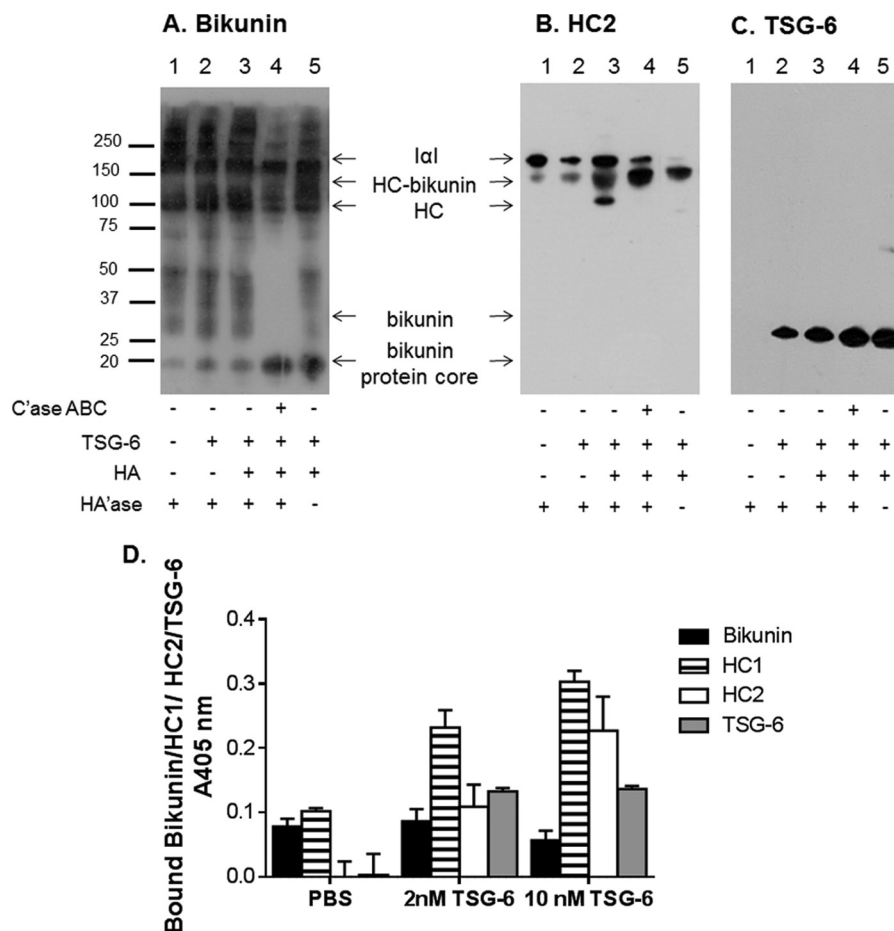 A. Bikunin
B. HC2
C. TSG-6
1 2 3 4 5
1 2 3 4 5
1 2 3 4 5
250
150
100
75
50
37
25
20
IαI
HC-bikunin
HC
bikunin
bikunin
protein core
C'ase ABC - - - + -
- - - + -
- - - + -
TSG-6 - + + + +
- + + + +
- + + + +
HA - - + + +
- - + + +
- - + + +
HA'ase + + + + -
+ + + + -
+ + + + -
D.
Bound Bikunin/HC1/ HC2/TSG-6
A405 nm
0.4
0.3
0.2
0.1
0.0
PBS
2nM TSG-6
10 nM TSG-6
Bikunin
HC1
HC2
TSG-6